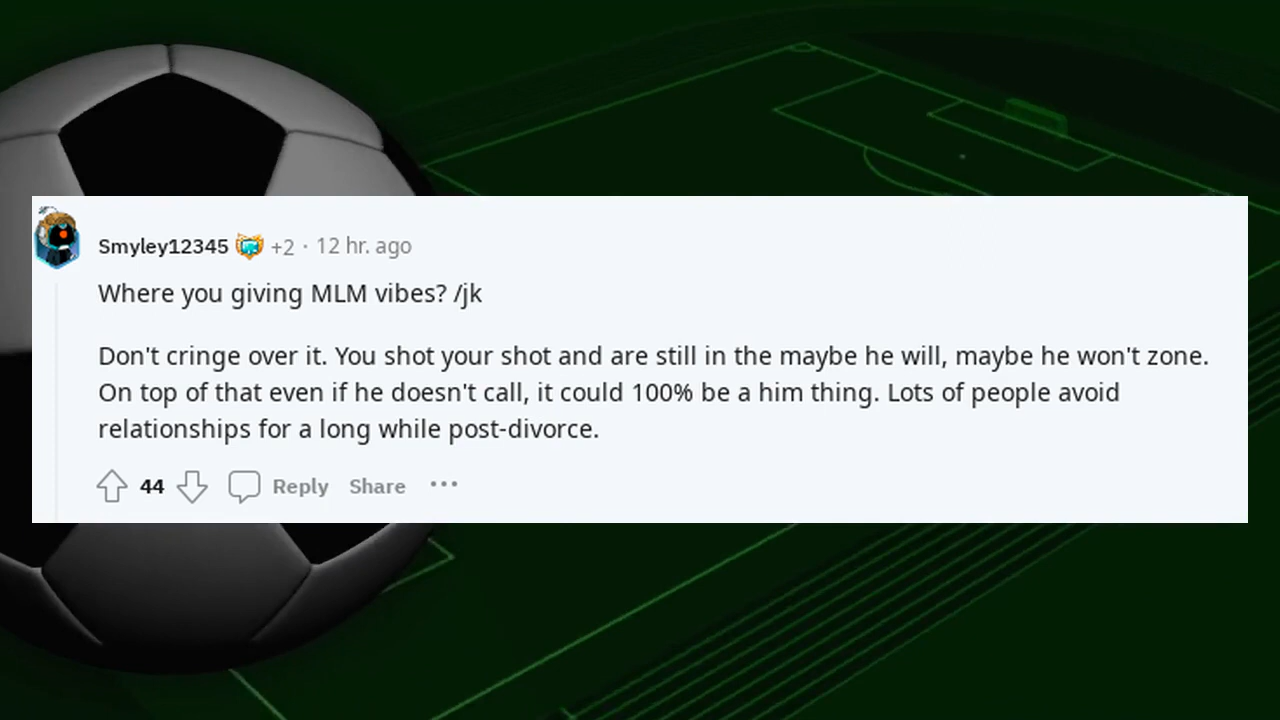 Smyley12345 +2 · 12 hr. ago
Where you giving MLM vibes? /jk
Don't cringe over it. You shot your shot and are still in the maybe he will, maybe he won't zone.
On top of that even if he doesn't call, it could 100% be a him thing. Lots of people avoid
relationships for a long while post-divorce.
44 Reply Share ···